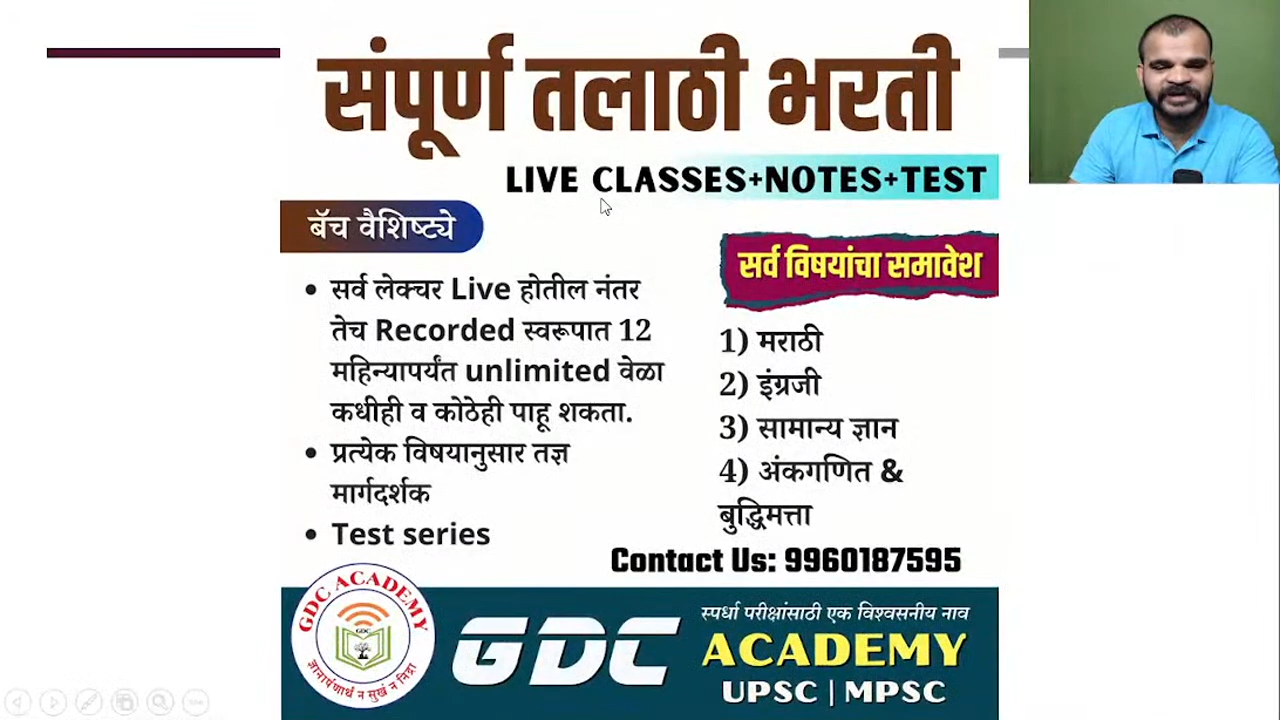 संपूर्ण तलाठी भरती
LIVE CLASSES+NOTES+TEST
बॅच वैशिष्ट्ये
• सर्व लेक्चर Live होतील नंतर
तेच Recorded स्वरूपात 12
महिन्यापर्यंत unlimited वेळा
कधीही व कोठेही पाहू शकता.
• प्रत्येक विषयानुसार तज्ञ
मार्गदर्शक
• Test series
सर्व विषयांचा समावेश
1) मराठी
2) इंग्रजी
3) सामान्य ज्ञान
4) अंकगणित &
बुद्धिमत्ता
Contact Us: 9960187595
GDC ACADEMY
GDC
ज्ञानार्पणार्थ न सुखं न निद्रा
GDC
स्पर्धा परीक्षांसाठी एक विश्वसनीय नाव
ACADEMY
UPSC | MPSC